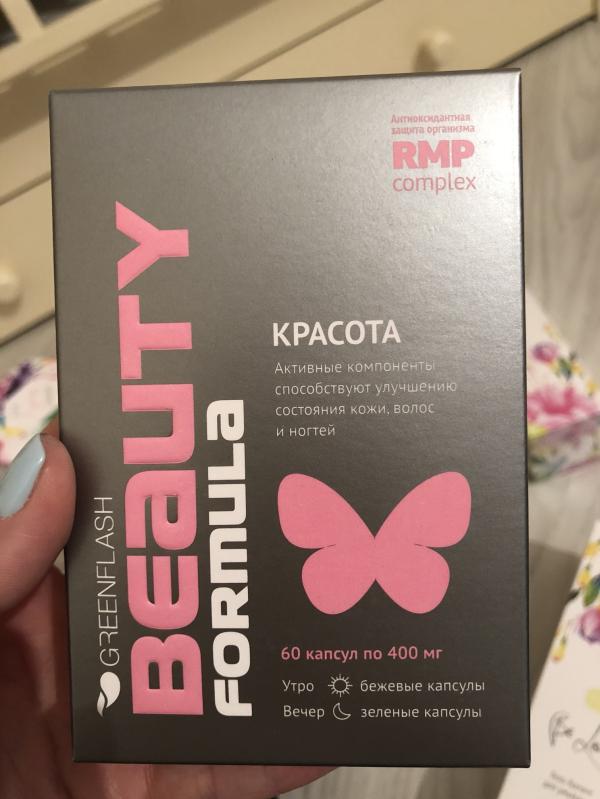 Антиоксидантная
защита организма
RMP
complex
GREENFLASH
BEAUTY
FORMULA
КРАСОТА
Активные компоненты
способствуют улучшению
состояния кожи, волос
и ногтей
60 капсул по 400 мг
Утро бежевые капсулы
Вечер зеленые капсулы